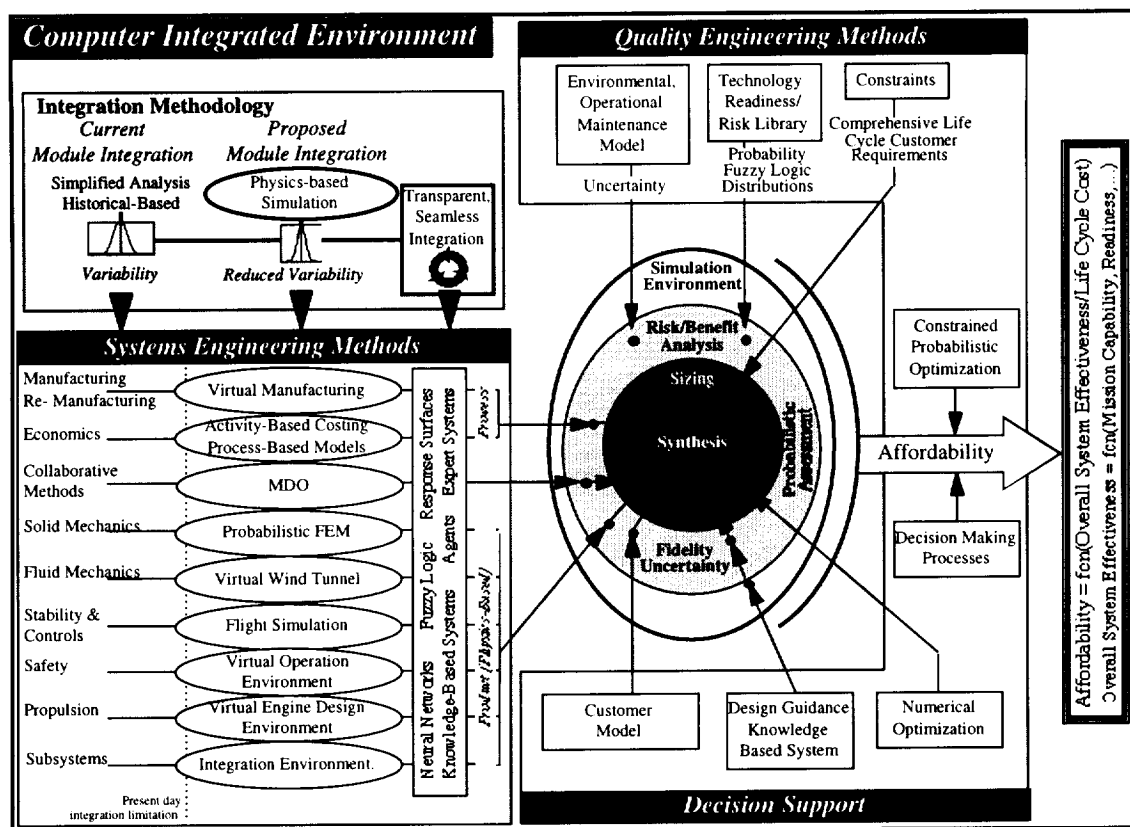 Computer Integrated Environment
Integration Methodology
Current
Module Integration
Proposed
Module Integration
Simplified Analysis
Historical-Based
Physics-based
Simulation
Transparent,
Seamless
Integration
Variability
Reduced Variability
Systems Engineering Methods
Manufacturing
Re- Manufacturing
Virtual Manufacturing
Economics
Activity-Based Costing
Process-Based Models
Collaborative
Methods
MDO
Solid Mechanics
Probabilistic FEM
Fluid Mechanics
Virtual Wind Tunnel
Stability &
Controls
Flight Simulation
Safety
Virtual Operation
Environment
Propulsion
Virtual Engine Design
Environment
Subsystems
Integration Environment.
Present day
integration limitation
Neural Networks Fuzzy Logic Response Surfaces
Knowledge-Based Systems Agents Expert Systems
Process
Product (Physics-Based)
Quality Engineering Methods
Environmental,
Operational
Maintenance
Model
Uncertainty
Technology
Readiness/
Risk Library
Probability
Fuzzy Logic
Distributions
Constraints
Comprehensive Life
Cycle Customer
Requirements
Simulation
Environment
Risk/Benefit
Analysis
Sizing
Synthesis
Probabilistic
Assessment
Fidelity
Uncertainty
Constrained
Probabilistic
Optimization
Affordability
Decision Making
Processes
Customer
Model
Design Guidance
Knowledge
Based System
Numerical
Optimization
Decision Support
Affordability = fcn(Overall System Effectiveness/Life Cycle Cost)
Overall System Effectiveness = fcn(Mission Capability, Readiness,...)